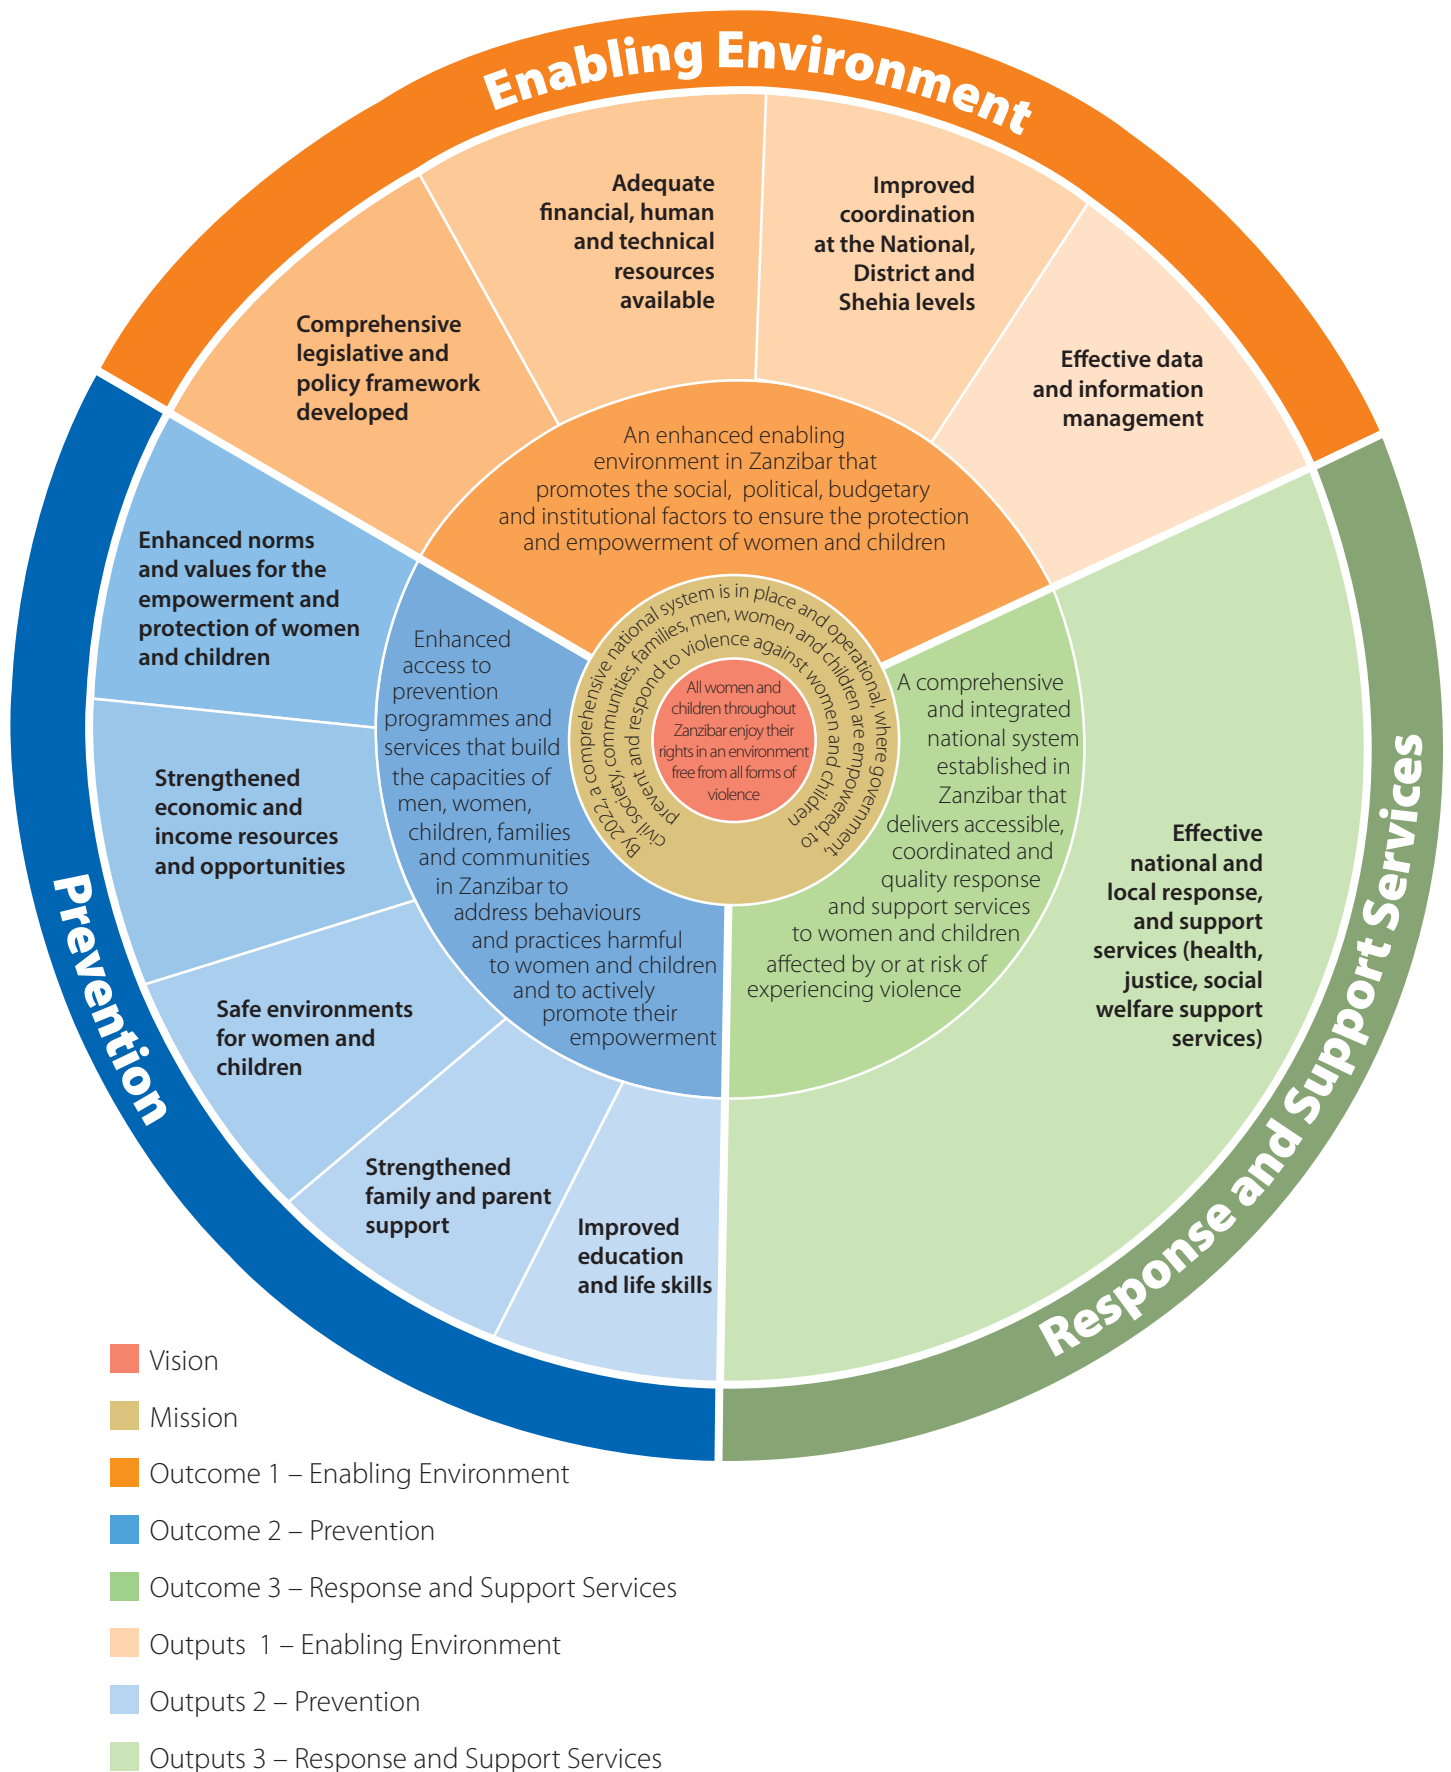 Enabling Environment
Comprehensive
legislative and
policy framework
developed
Adequate
financial, human
and technical
resources
available
Improved
coordination
at the National,
District and
Shehia levels
Effective data
and information
management
An enhanced enabling
environment in Zanzibar that
promotes the social, political, budgetary
and institutional factors to ensure the protection
and empowerment of women and children
Prevention
Enhanced norms
and values for the
empowerment and
protection of women
and children
Strengthened
economic and
income resources
and opportunities
Safe environments
for women and
children
Strengthened
family and parent
support
Improved
education
and life skills
Enhanced
access to
prevention
programmes and
services that build
the capacities of
men, women,
children, families
and communities
in Zanzibar to
address behaviours
and practices harmful
to women and children
and to actively
promote their
empowerment
By 2022, a comprehensive national system is in place and operational, where government,
civil society, communities, families, men, women and children are empowered, to
prevent and respond to violence against women and children
All women and
children throughout
Zanzibar enjoy their
rights in an environment
free from all forms of
violence
A comprehensive
and integrated
national system
established in
Zanzibar that
delivers accessible,
coordinated and
quality response
and support services
to women and children
affected by or at risk of
experiencing violence
Effective
national and
local response,
and support
services (health,
justice, social
welfare support
services)
Response and Support Services
Vision
Mission
Outcome 1 – Enabling Environment
Outcome 2 – Prevention
Outcome 3 – Response and Support Services
Outputs 1 – Enabling Environment
Outputs 2 – Prevention
Outputs 3 – Response and Support Services